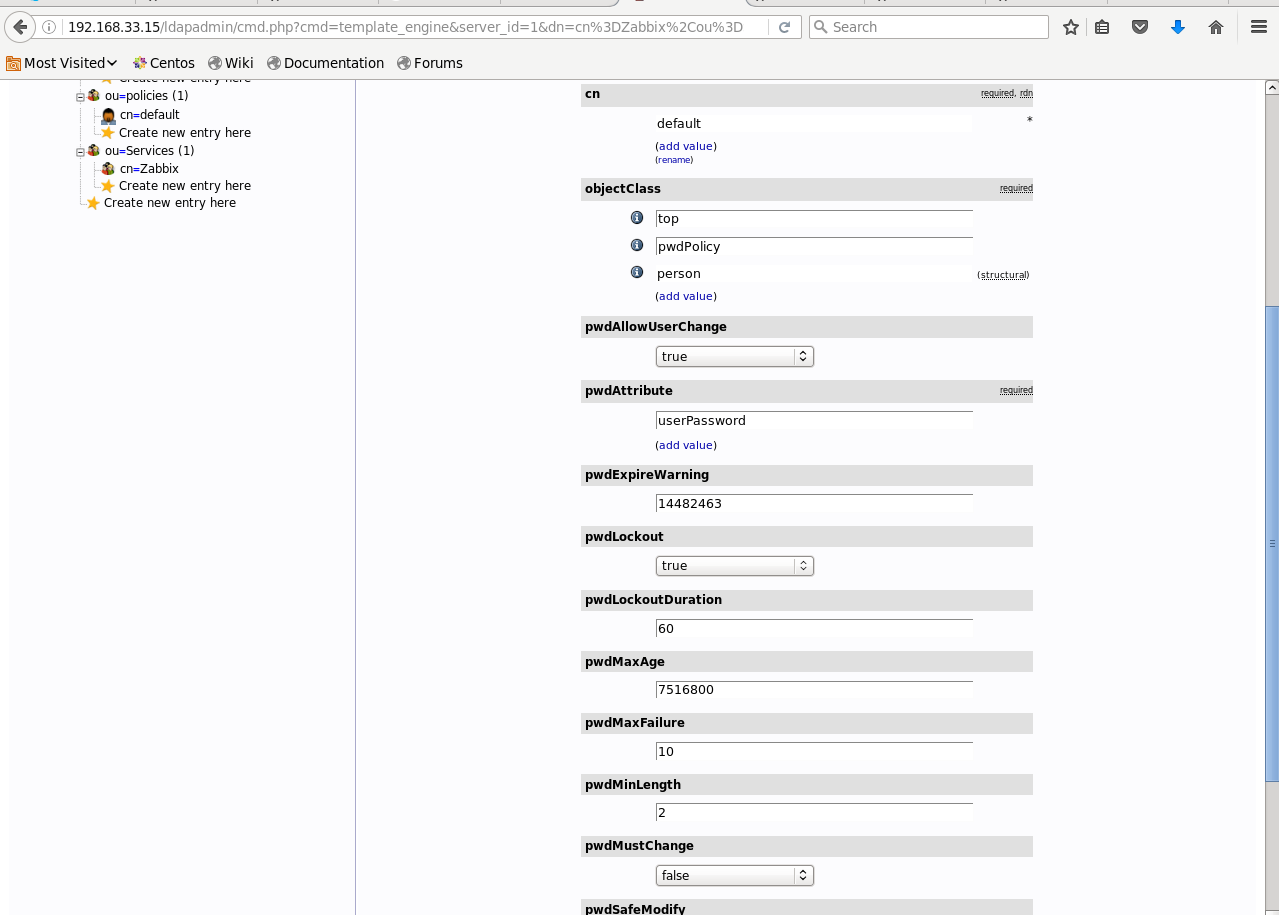 192.168.33.15/ldapadmin/cmd.php?cmd=template_engine&server_id=1&dn=cn%3DZabbix%2Cou%3D
Search
Most Visited
Centos
Wiki
Documentation
Forums
Create new entry here
ou=policies (1)
cn=default
Create new entry here
ou=Services (1)
cn=Zabbix
Create new entry here
Create new entry here
cn required, rdn
default *
(add value)
(rename)
objectClass required
top
pwdPolicy
person (structural)
(add value)
pwdAllowUserChange
true
pwdAttribute required
userPassword
(add value)
pwdExpireWarning
14482463
pwdLockout
true
pwdLockoutDuration
60
pwdMaxAge
7516800
pwdMaxFailure
10
pwdMinLength
2
pwdMustChange
false
pwdSafeModify